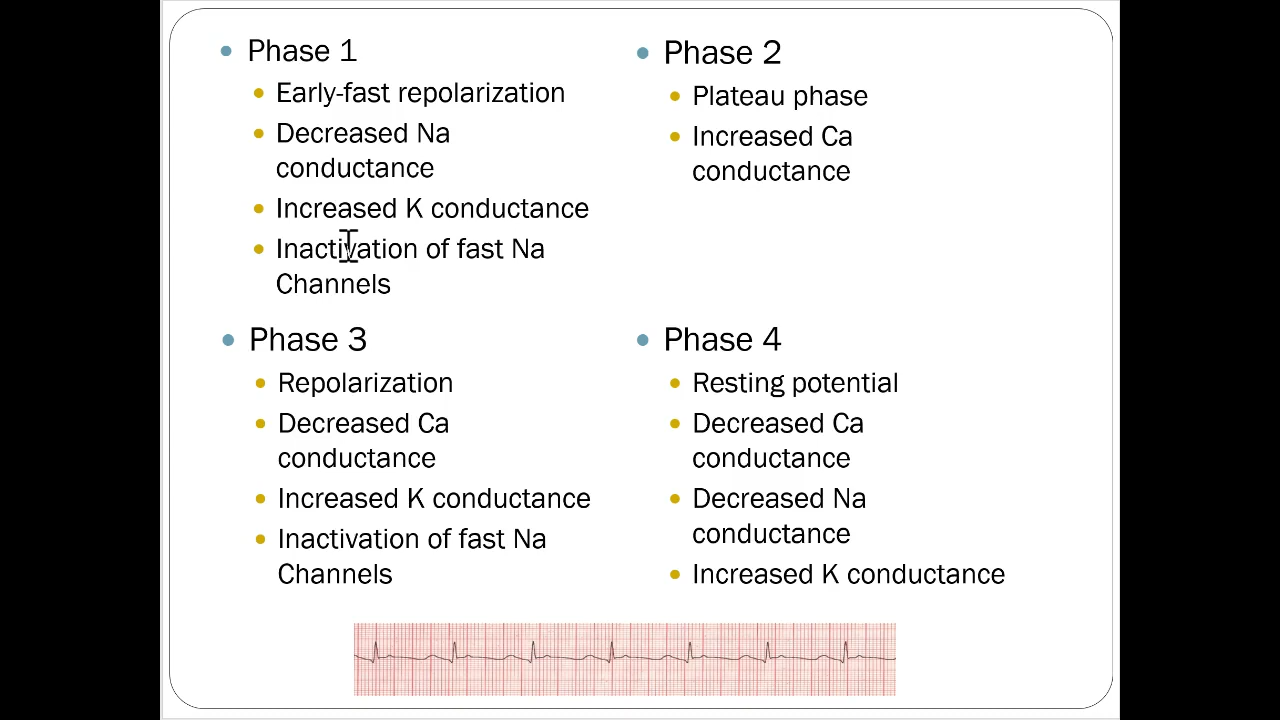 Phase 1
Early-fast repolarization
Decreased Na
conductance
Increased K conductance
Inactivation of fast Na
Channels
Phase 2
Plateau phase
Increased Ca
conductance
Phase 3
Repolarization
Decreased Ca
conductance
Increased K conductance
Inactivation of fast Na
Channels
Phase 4
Resting potential
Decreased Ca
conductance
Decreased Na
conductance
Increased K conductance